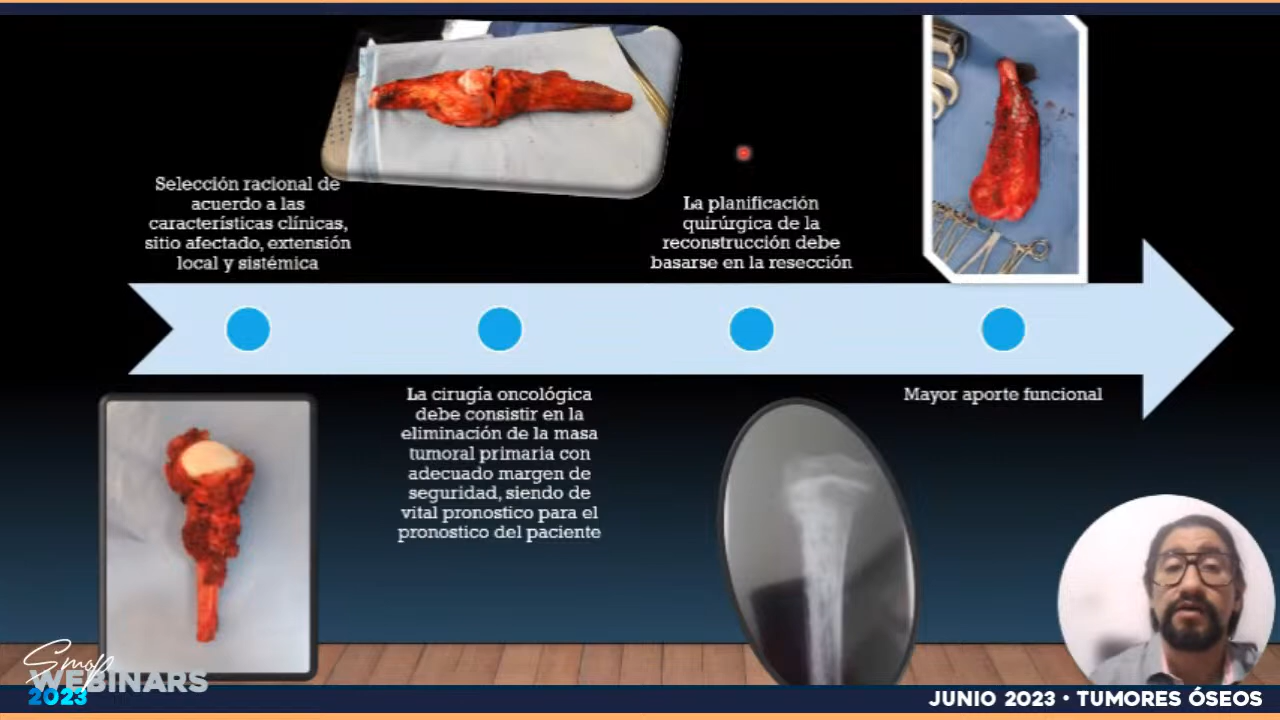 Selección racional de
acuerdo a las
características clínicas,
sitio afectado, extensión
local y sistémica
La cirugía oncológica
debe consistir en la
eliminación de la masa
tumoral primaria con
adecuado margen de
seguridad, siendo de
vital pronostico para el
pronostico del paciente
La planificación
quirúrgica de la
reconstrucción debe
basarse en la resección
Mayor aporte funcional
Smop
WEBINARS
2023
JUNIO 2023 • TUMORES ÓSEOS